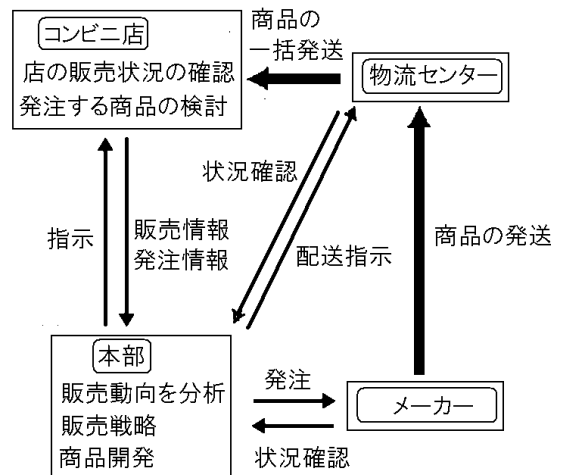 コンビニ店
店の販売状況の確認
発注する商品の検討
商品の
一括発送
物流センター
状況確認
指示
販売情報
発注情報
配送指示
商品の発送
本部
販売動向を分析
販売戦略
商品開発
発注
状況確認
メーカー